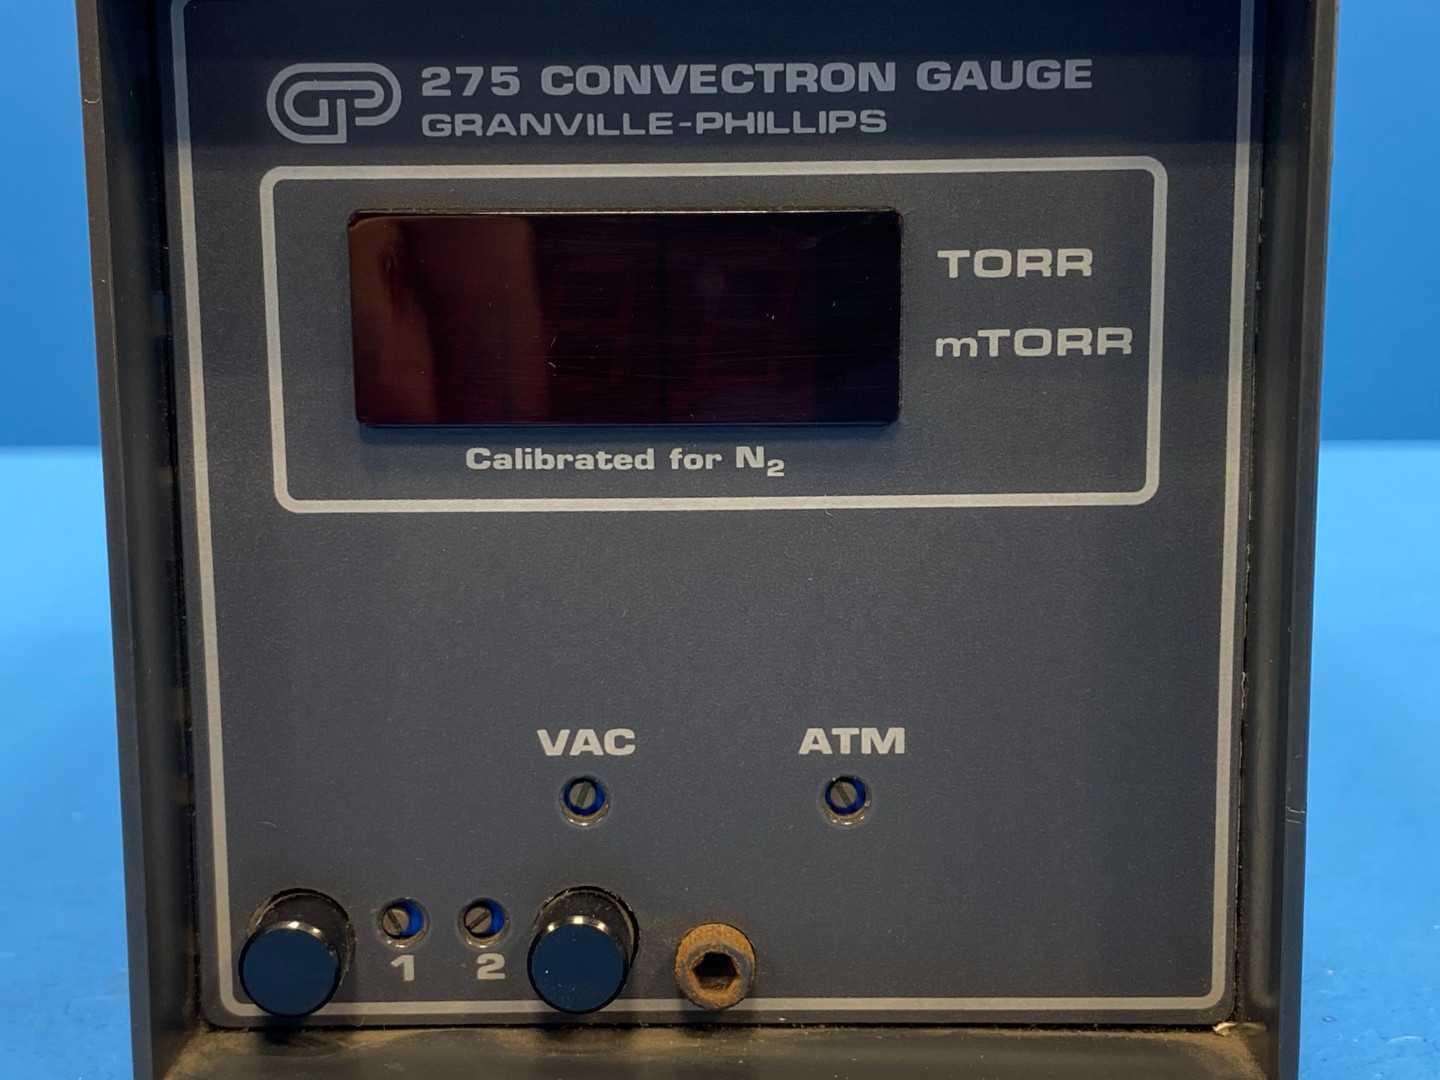 GP 275 CONVECTRON GAUGE
GRANVILLE-PHILLIPS
TORR
mTORR
Calibrated for N₂
VAC ATM
1 2